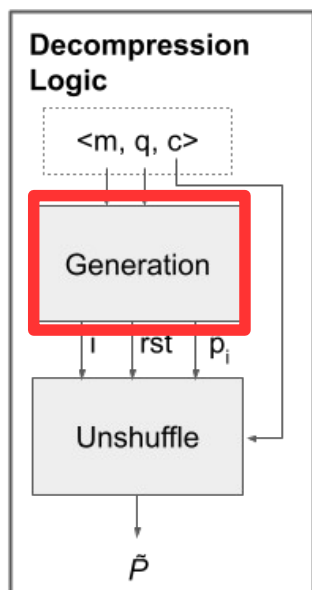 Decompression
Logic
<m, q, c>
Generation
i rst pᵢ
Unshuffle
P̃